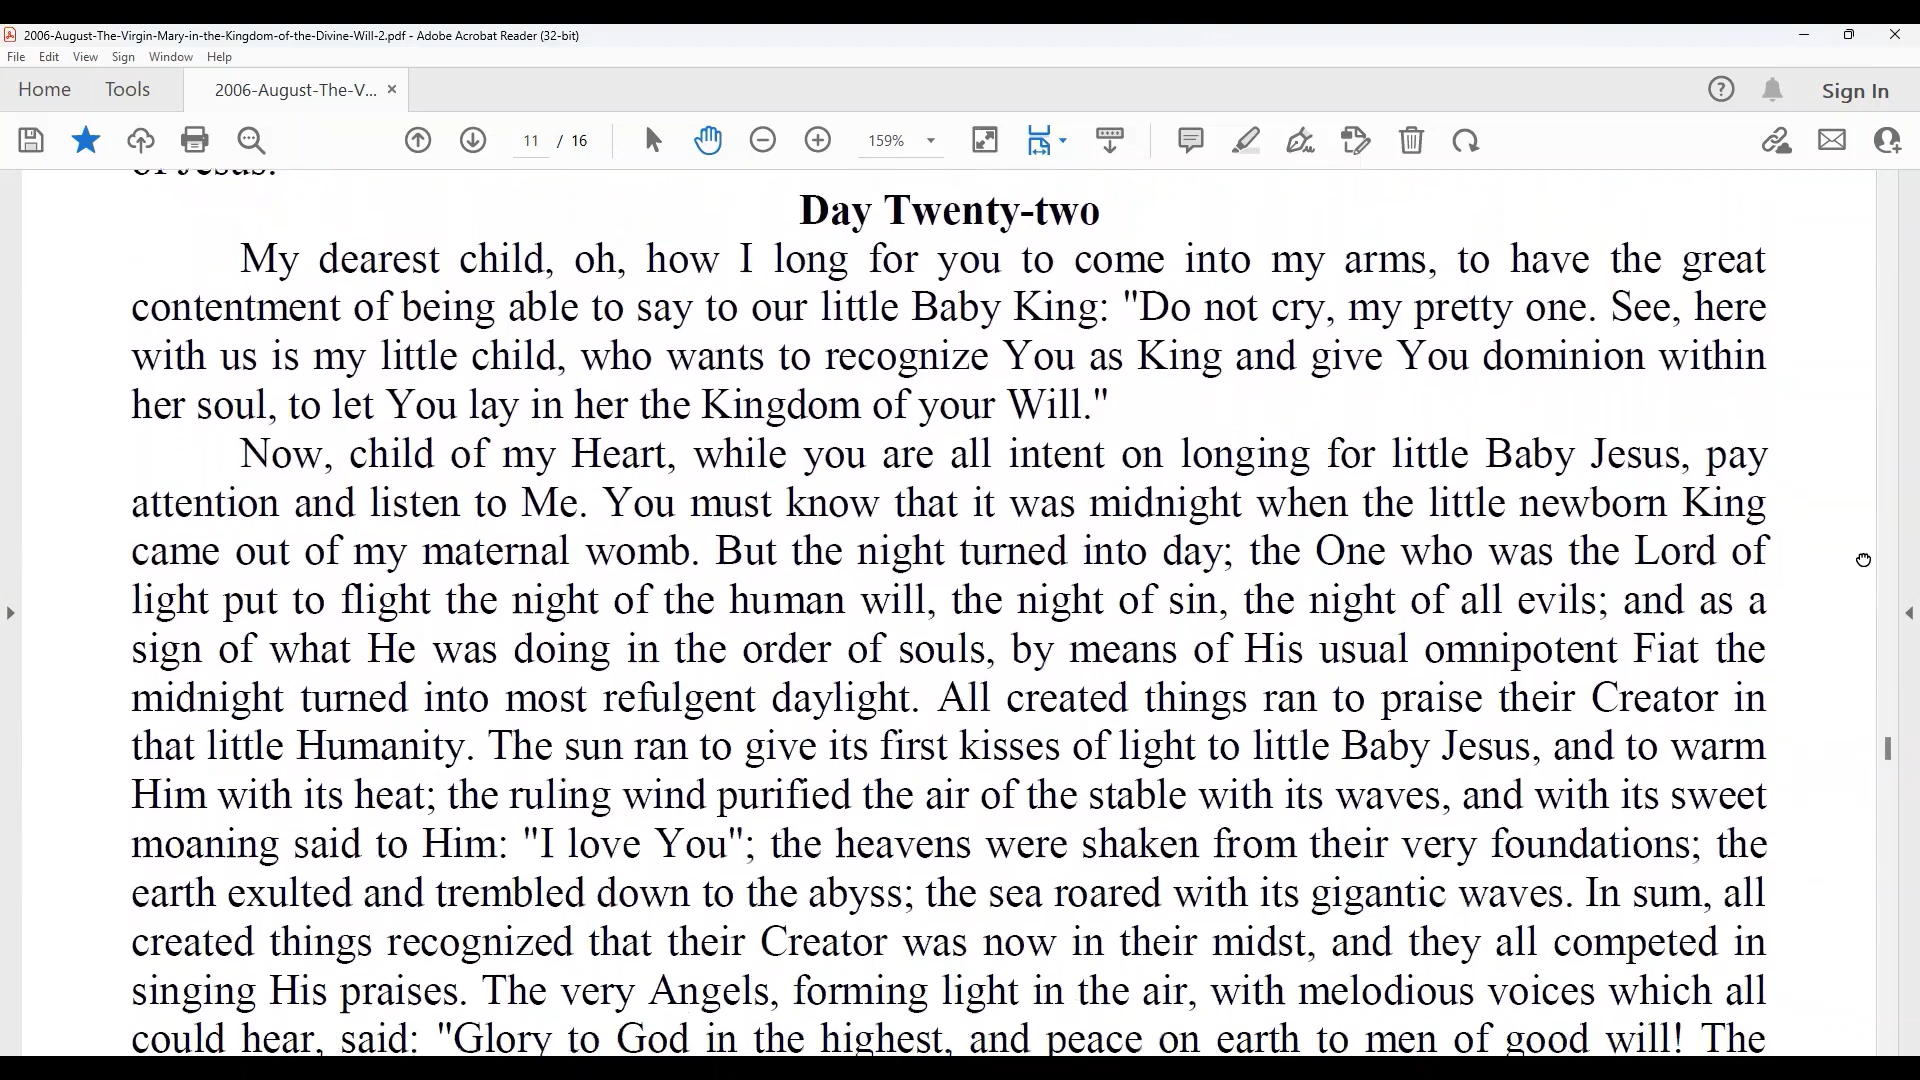 2006-August-The-Virgin-Mary-in-the-Kingdom-of-the-Divine-Will-2.pdf - Adobe Acrobat Reader (32-bit)
File Edit View Sign Window Help
Home Tools 2006-August-The-V... × Sign In
11 / 16 159%
of Jesus.
Day Twenty-two
My dearest child, oh, how I long for you to come into my arms, to have the great
contentment of being able to say to our little Baby King: "Do not cry, my pretty one. See, here
with us is my little child, who wants to recognize You as King and give You dominion within
her soul, to let You lay in her the Kingdom of your Will."
Now, child of my Heart, while you are all intent on longing for little Baby Jesus, pay
attention and listen to Me. You must know that it was midnight when the little newborn King
came out of my maternal womb. But the night turned into day; the One who was the Lord of
light put to flight the night of the human will, the night of sin, the night of all evils; and as a
sign of what He was doing in the order of souls, by means of His usual omnipotent Fiat the
midnight turned into most refulgent daylight. All created things ran to praise their Creator in
that little Humanity. The sun ran to give its first kisses of light to little Baby Jesus, and to warm
Him with its heat; the ruling wind purified the air of the stable with its waves, and with its sweet
moaning said to Him: "I love You"; the heavens were shaken from their very foundations; the
earth exulted and trembled down to the abyss; the sea roared with its gigantic waves. In sum, all
created things recognized that their Creator was now in their midst, and they all competed in
singing His praises. The very Angels, forming light in the air, with melodious voices which all
could hear, said: "Glory to God in the highest, and peace on earth to men of good will! The